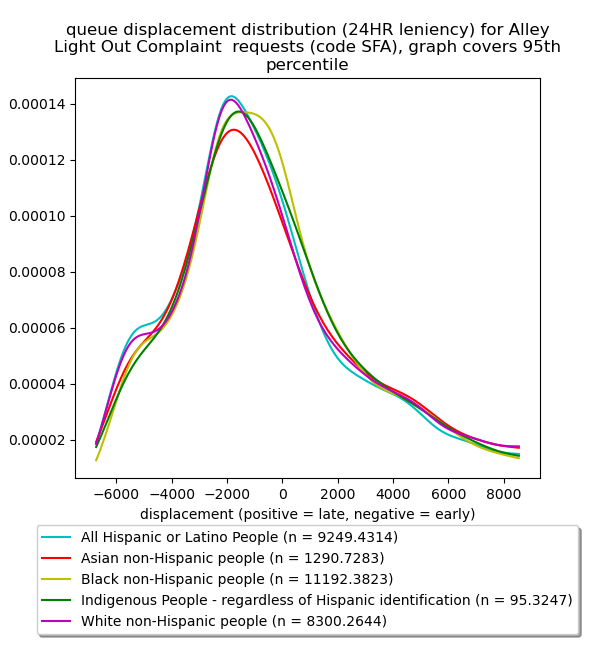 queue displacement distribution (24HR leniency) for Alley
Light Out Complaint  requests (code SFA), graph covers 95th
percentile
0.00014
0.00012
0.00010
0.00008
0.00006
0.00004
0.00002
−6000 −4000 −2000 0 2000 4000 6000 8000
displacement (positive = late, negative = early)
All Hispanic or Latino People (n = 9249.4314)
Asian non-Hispanic people (n = 1290.7283)
Black non-Hispanic people (n = 11192.3823)
Indigenous People - regardless of Hispanic identification (n = 95.3247)
White non-Hispanic people (n = 8300.2644)